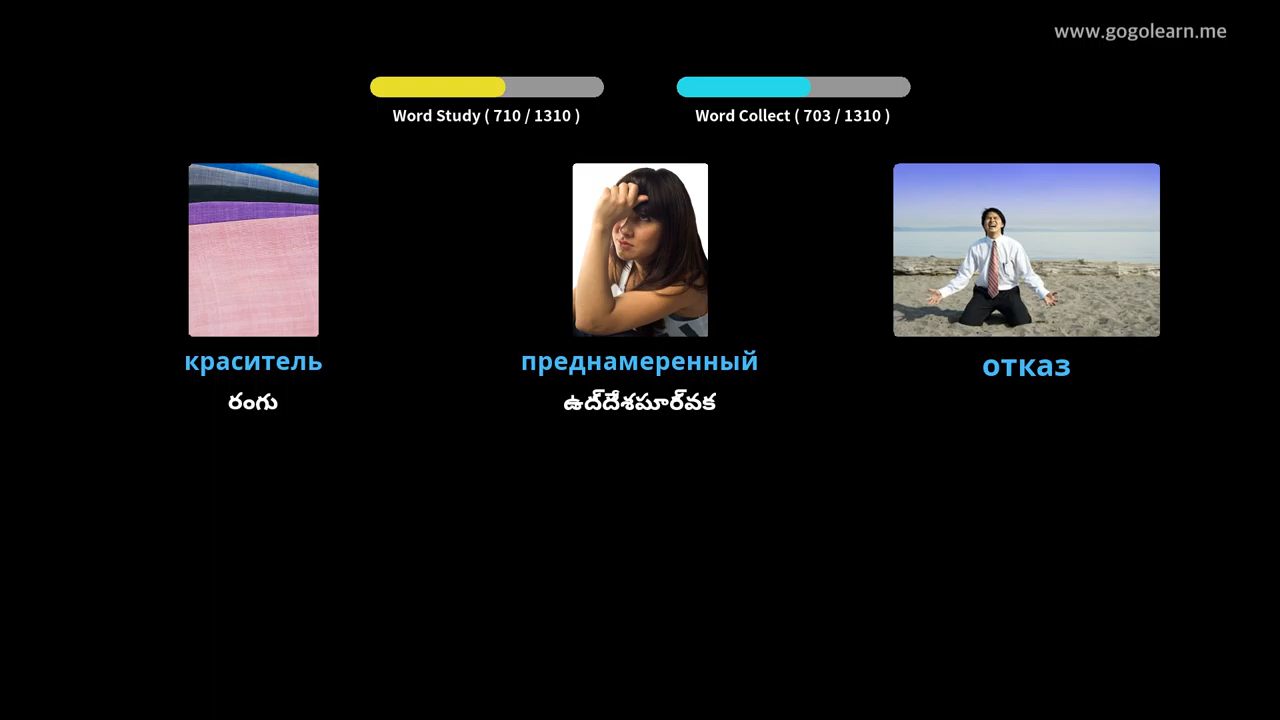 www.gogolearn.me
Word Study ( 710 / 1310 )
Word Collect ( 703 / 1310 )
краситель
преднамеренный
отказ
రంగు
ఉద్దేశపూర్వక